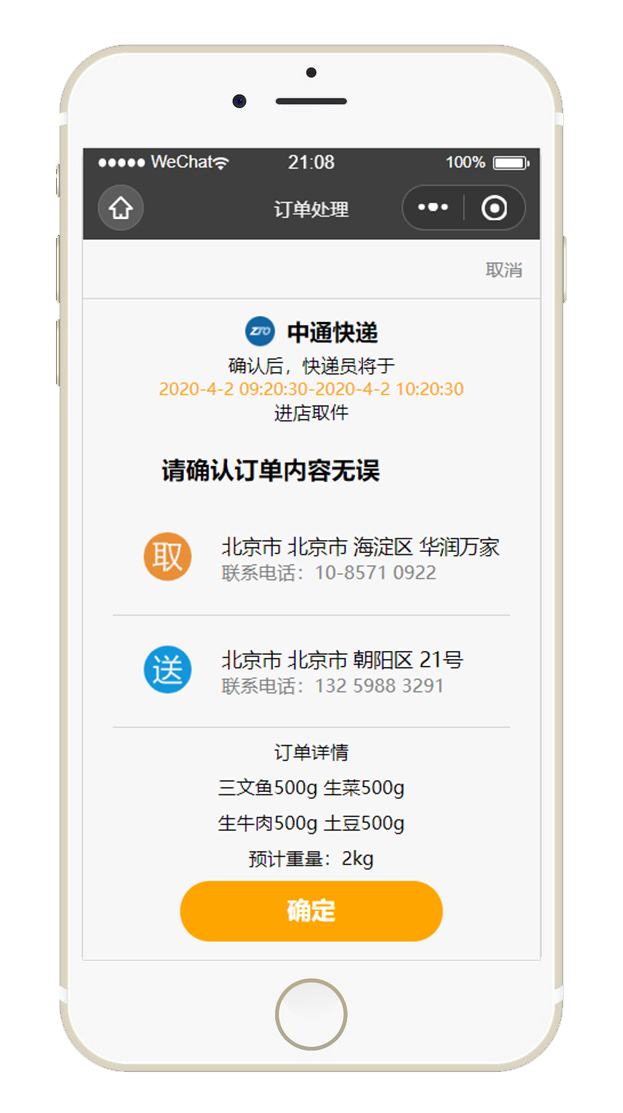 WeChat 21:08 100%
订单处理
取消
ZTO 中通快递
确认后，快递员将于
2020-4-2 09:20:30-2020-4-2 10:20:30
进店取件
请确认订单内容无误
取 北京市 北京市 海淀区 华润万家
联系电话：10-8571 0922
送 北京市 北京市 朝阳区 21号
联系电话：132 5988 3291
订单详情
三文鱼500g 生菜500g
生牛肉500g 土豆500g
预计重量：2kg
确定